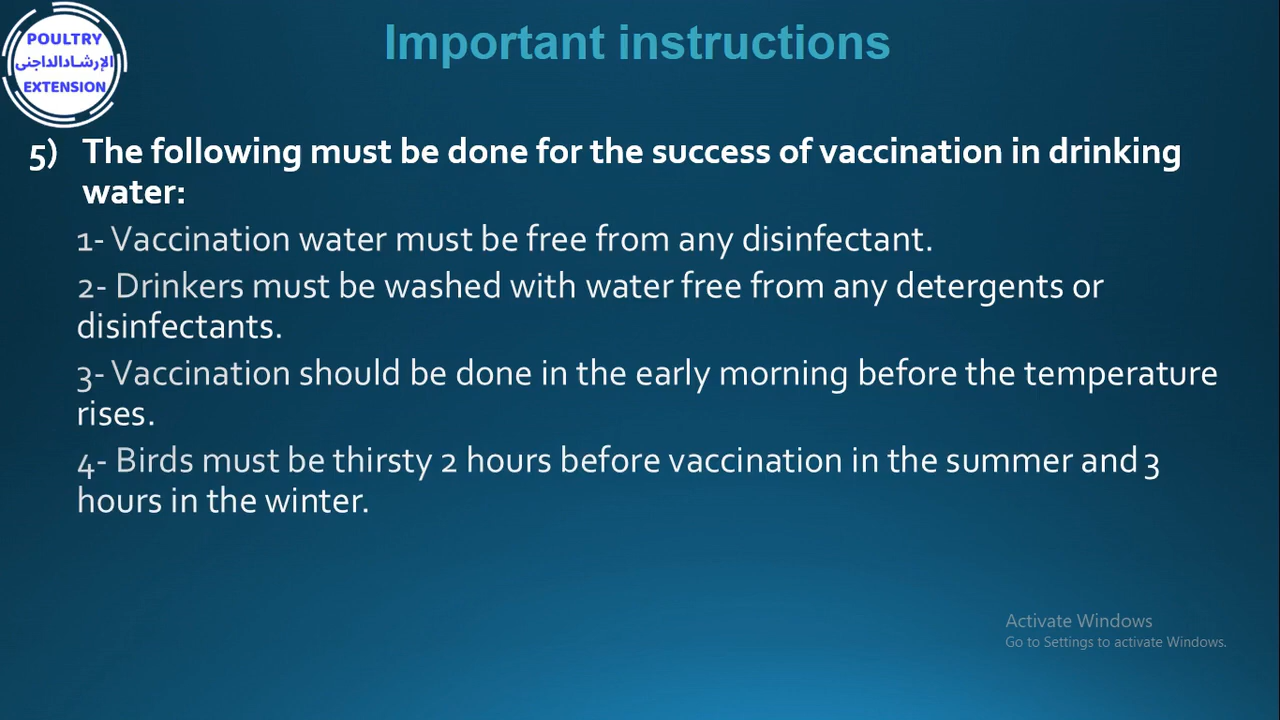 POULTRY
الإرشادالداجنى
EXTENSION
Important instructions
5) The following must be done for the success of vaccination in drinking
water:
1- Vaccination water must be free from any disinfectant.
2- Drinkers must be washed with water free from any detergents or
disinfectants.
3- Vaccination should be done in the early morning before the temperature
rises.
4- Birds must be thirsty 2 hours before vaccination in the summer and 3
hours in the winter.
Activate Windows
Go to Settings to activate Windows.